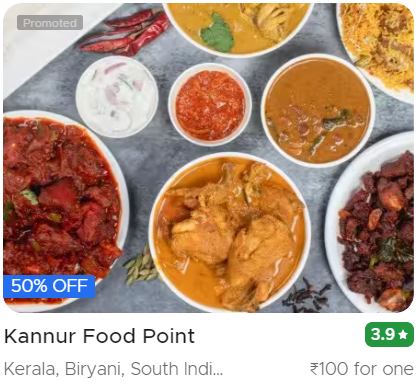 Promoted
50% OFF
Kannur Food Point
3.9★
Kerala, Biryani, South Indi...
₹100 for one